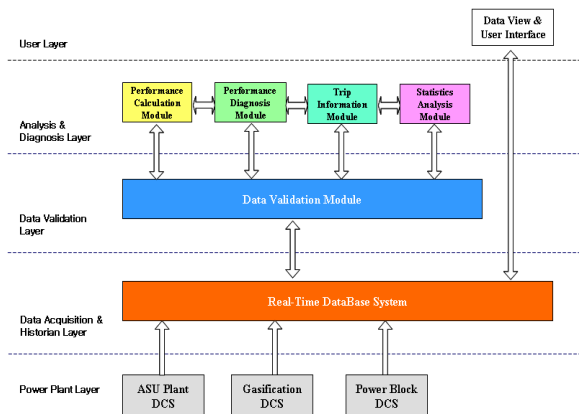 User Layer
Data View &
User Interface
Performance
Calculation
Module
Performance
Diagnosis
Module
Trip
Information
Module
Statistics
Analysis
Module
Analysis &
Diagnosis Layer
Data Validation Module
Data Validation
Layer
Real-Time DataBase System
Data Acquisition &
Historian Layer
Power Plant Layer
ASU Plant
DCS
Gasification
DCS
Power Block
DCS